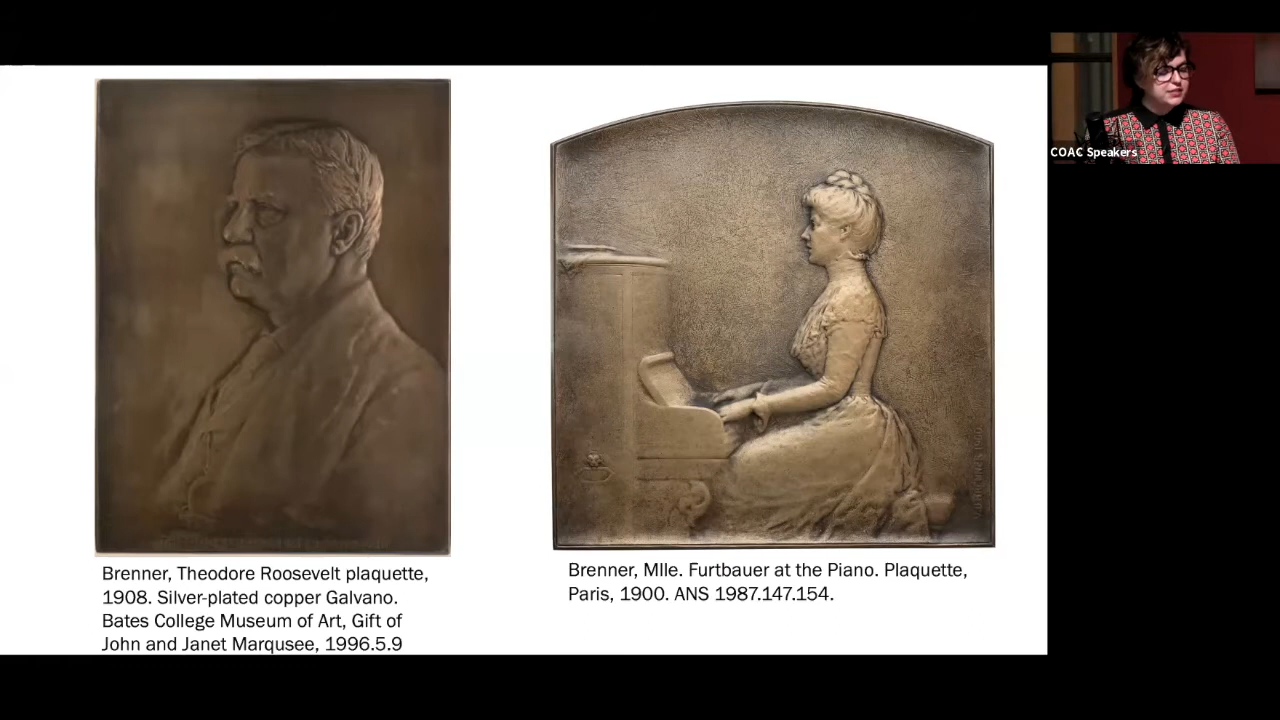 COAC Speakers
Brenner, Theodore Roosevelt plaquette,
1908. Silver-plated copper Galvano.
Bates College Museum of Art, Gift of
John and Janet Marqusee, 1996.5.9
Brenner, Mlle. Furtbauer at the Piano. Plaquette,
Paris, 1900. ANS 1987.147.154.